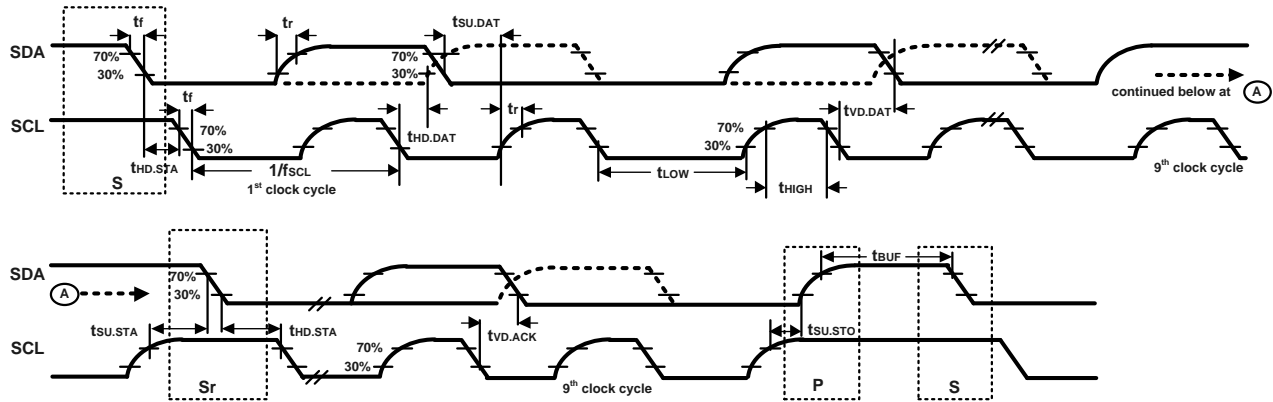 tf
tr
tSU.DAT
SDA
70%
30%
70%
30%
continued below at A
tf
tHD.DAT
tr
tVD.DAT
SCL
70%
30%
70%
30%
tHD.STA
1/fSCL
tLOW
tHIGH
S
1st clock cycle
9th clock cycle
tBUF
SDA
70%
30%
A
tSU.STA
tHD.STA
tVD.ACK
tSU.STO
SCL
70%
30%
Sr
9th clock cycle
P
S